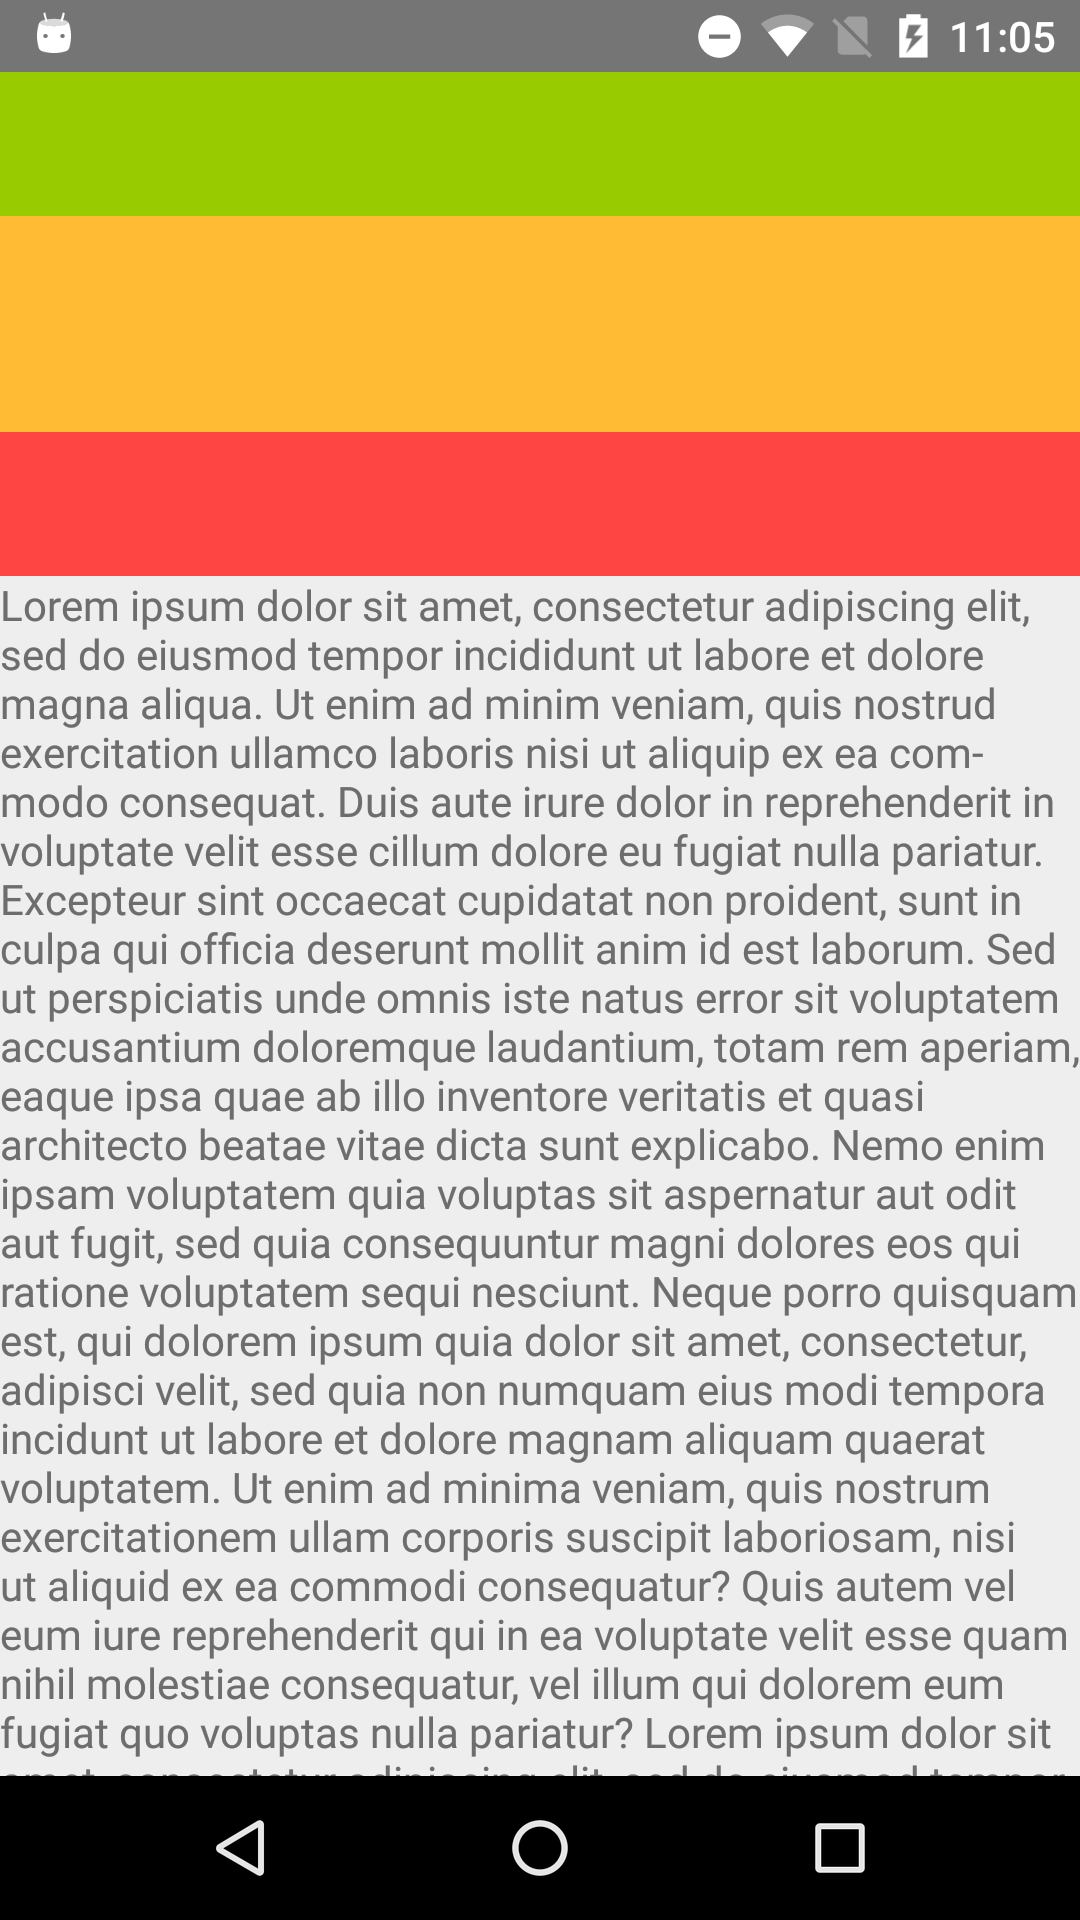 11:05
Lorem ipsum dolor sit amet, consectetur adipiscing elit,
sed do eiusmod tempor incididunt ut labore et dolore
magna aliqua. Ut enim ad minim veniam, quis nostrud
exercitation ullamco laboris nisi ut aliquip ex ea com-
modo consequat. Duis aute irure dolor in reprehenderit in
voluptate velit esse cillum dolore eu fugiat nulla pariatur.
Excepteur sint occaecat cupidatat non proident, sunt in
culpa qui officia deserunt mollit anim id est laborum. Sed
ut perspiciatis unde omnis iste natus error sit voluptatem
accusantium doloremque laudantium, totam rem aperiam,
eaque ipsa quae ab illo inventore veritatis et quasi
architecto beatae vitae dicta sunt explicabo. Nemo enim
ipsam voluptatem quia voluptas sit aspernatur aut odit
aut fugit, sed quia consequuntur magni dolores eos qui
ratione voluptatem sequi nesciunt. Neque porro quisquam
est, qui dolorem ipsum quia dolor sit amet, consectetur,
adipisci velit, sed quia non numquam eius modi tempora
incidunt ut labore et dolore magnam aliquam quaerat
voluptatem. Ut enim ad minima veniam, quis nostrum
exercitationem ullam corporis suscipit laboriosam, nisi
ut aliquid ex ea commodi consequatur? Quis autem vel
eum iure reprehenderit qui in ea voluptate velit esse quam
nihil molestiae consequatur, vel illum qui dolorem eum
fugiat quo voluptas nulla pariatur? Lorem ipsum dolor sit